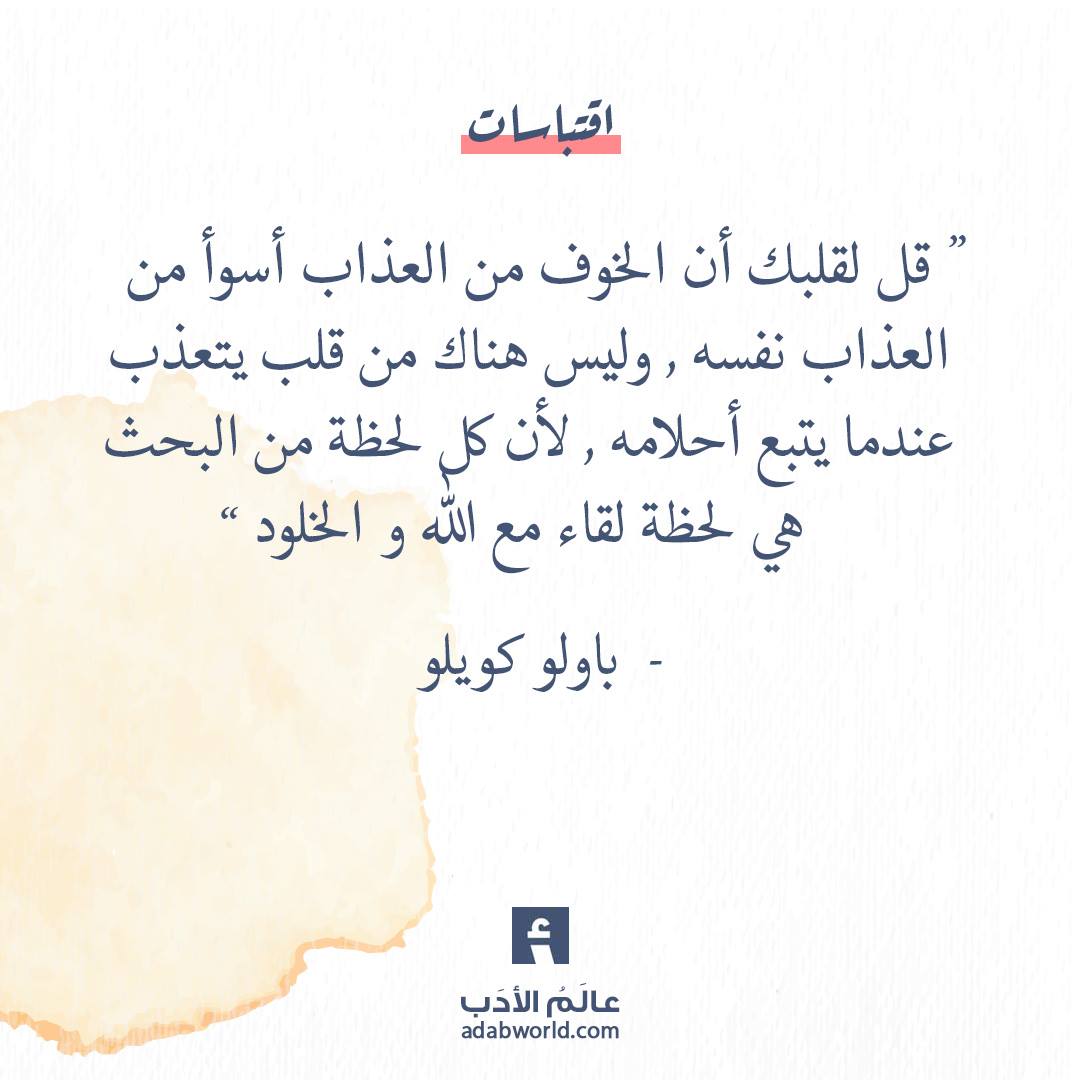 اقتباسات
” قل لقلبك أن الخوف من العذاب أسوأ من
العذاب نفسه , وليس هناك من قلب يتعذب
عندما يتبع أحلامه , لأن كل لحظة من البحث
هي لحظة لقاء مع الله و الخلود “
- باولو كويلو
أ
عالَمُ الأدَب
adabworld.com